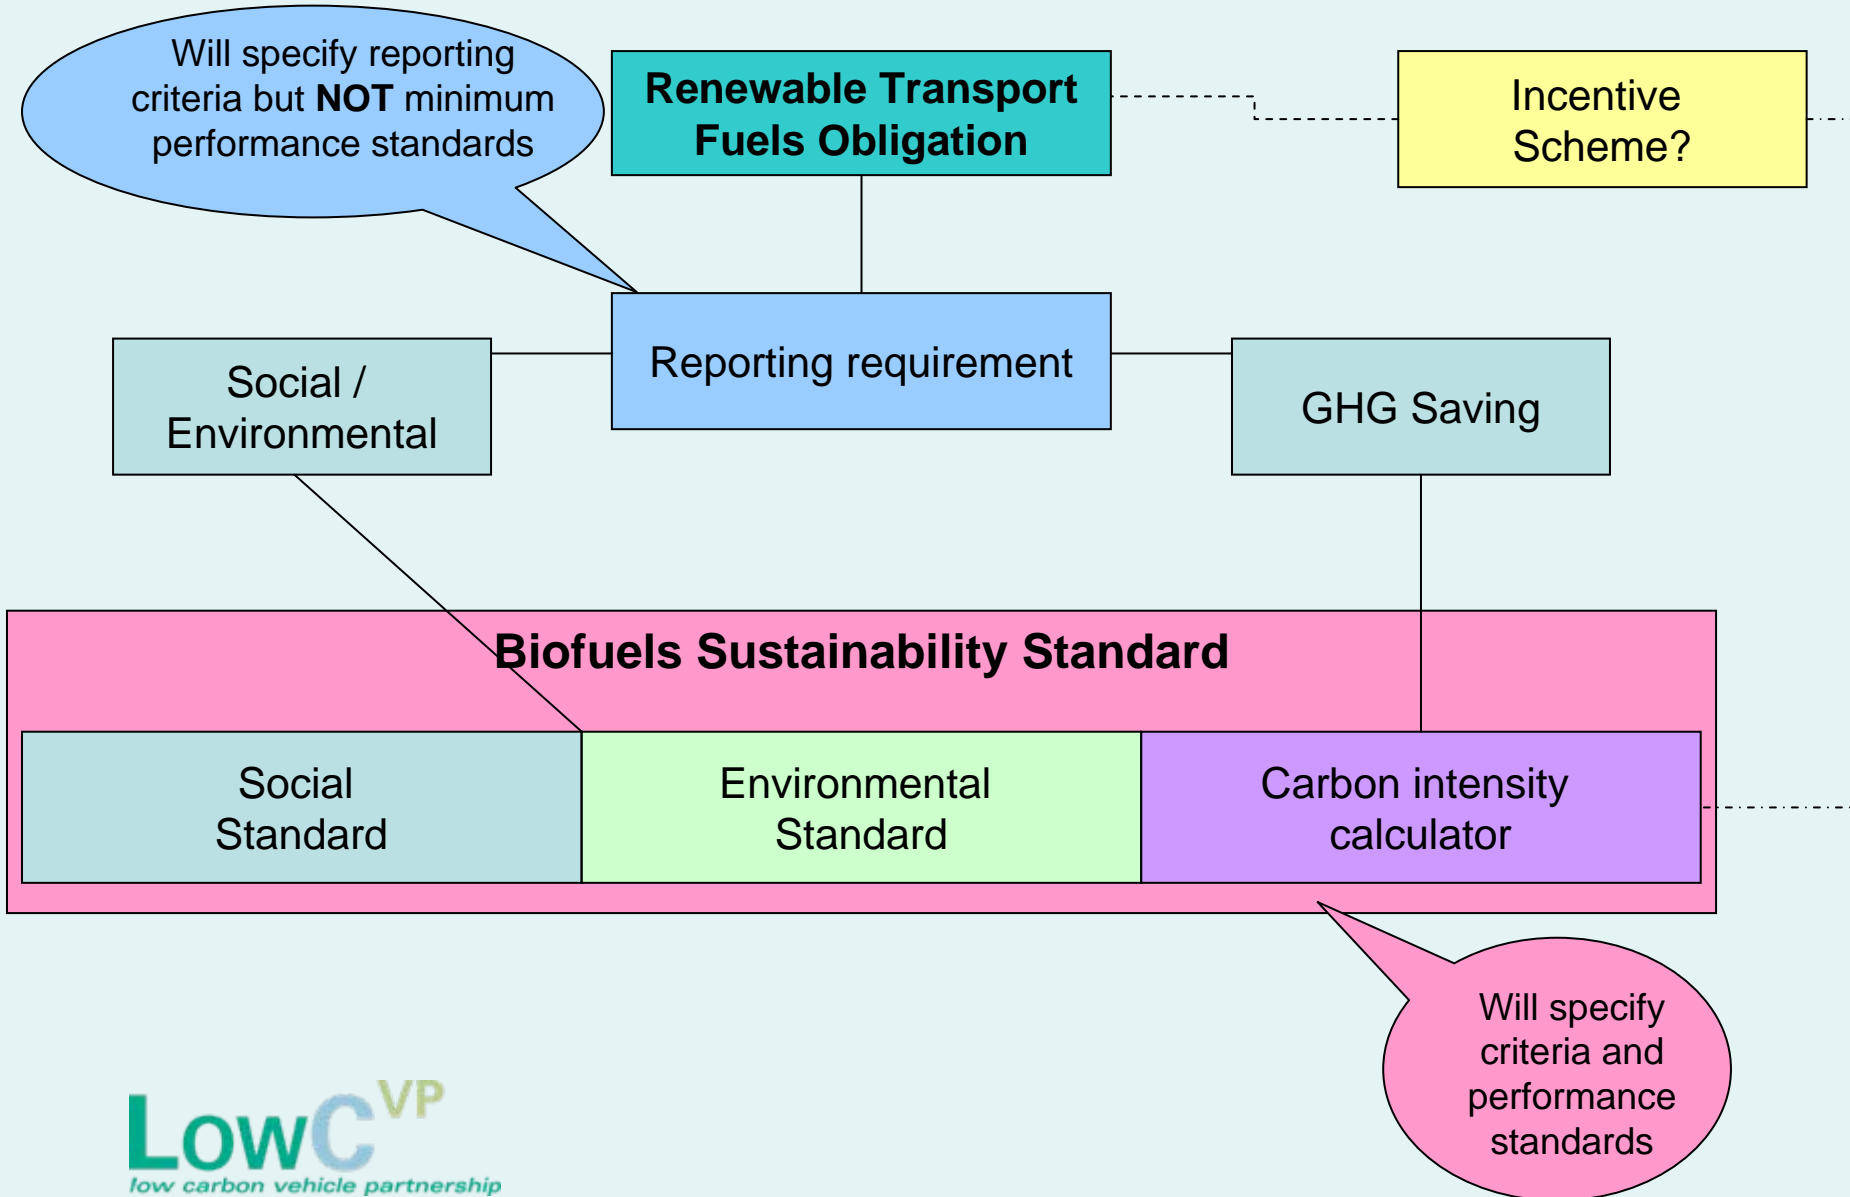 Will specify reporting
criteria but NOT minimum
performance standards
Renewable Transport
Fuels Obligation
Incentive
Scheme?
Reporting requirement
Social /
Environmental
GHG Saving
Biofuels Sustainability Standard
Social
Standard
Environmental
Standard
Carbon intensity
calculator
Will specify
criteria and
performance
standards
LowCVP
low carbon vehicle partnership